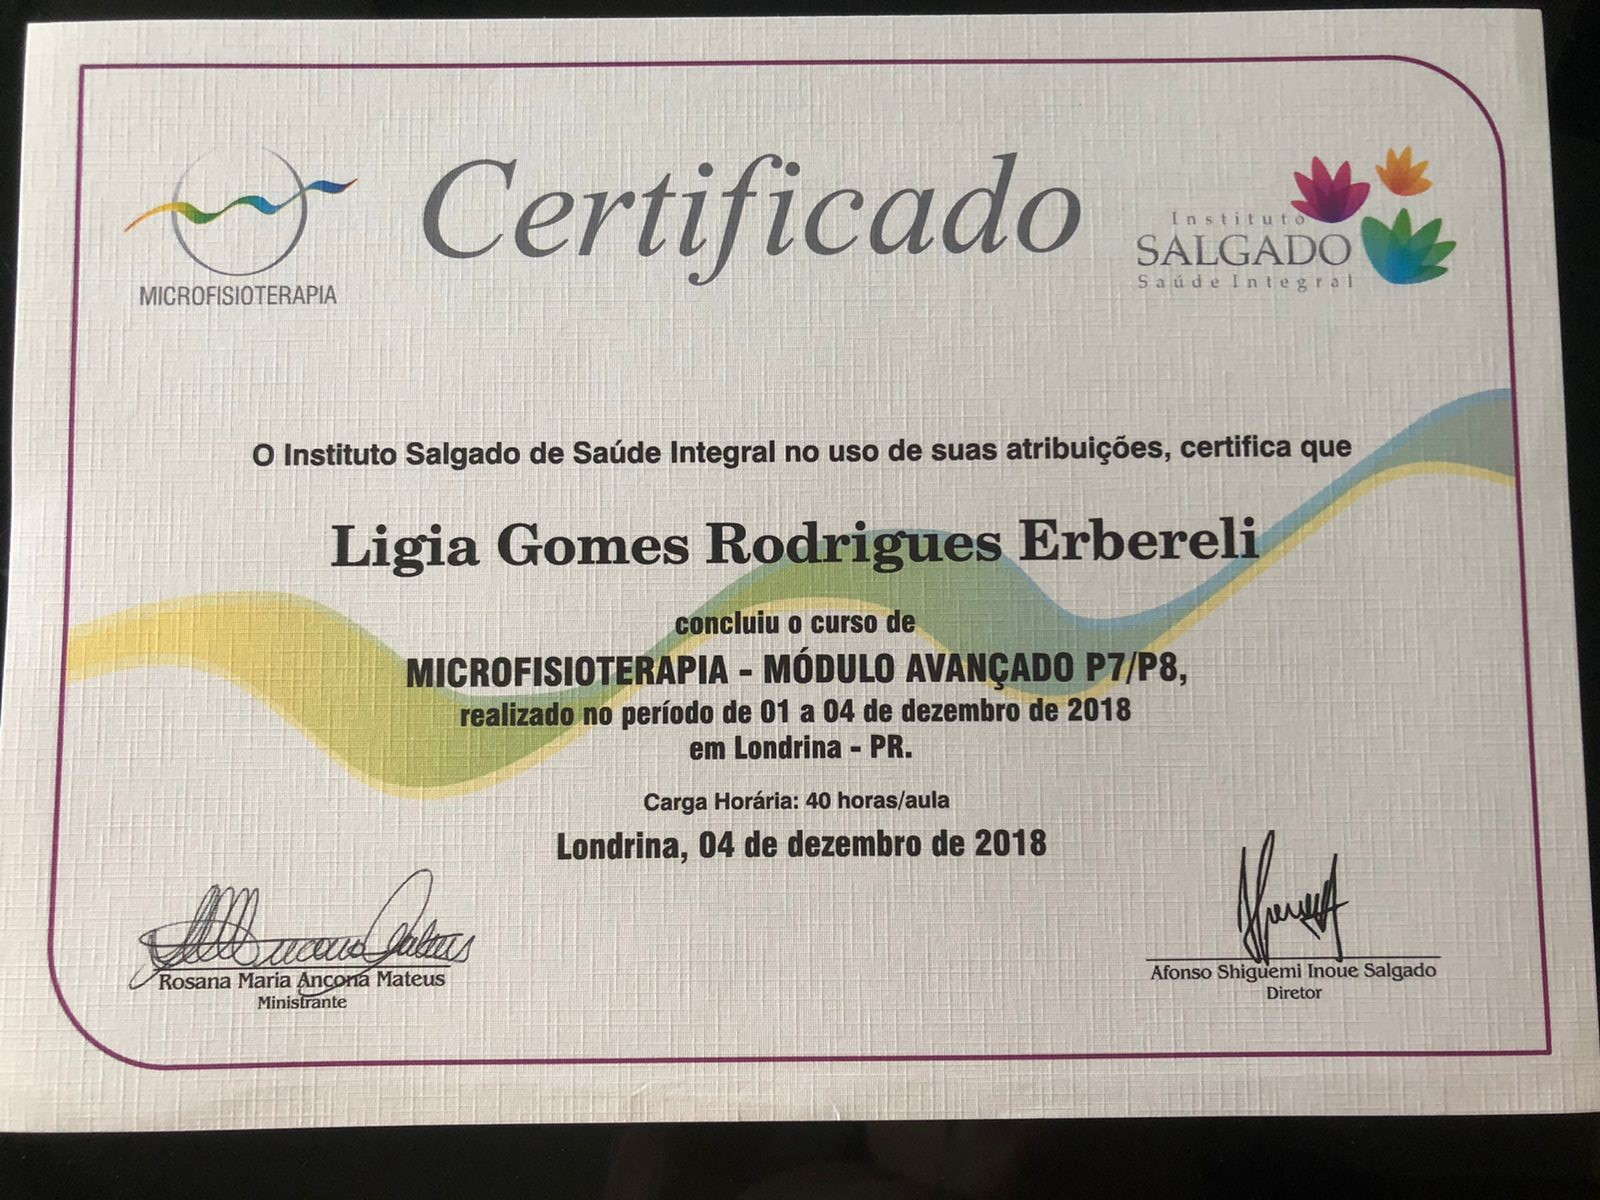 MICROFISIOTERAPIA
Certificado
Instituto
SALGADO
Saúde Integral
O Instituto Salgado de Saúde Integral no uso de suas atribuições, certifica que
Ligia Gomes Rodrigues Erbereli
concluiu o curso de
MICROFISIOTERAPIA - MÓDULO AVANÇADO P7/P8,
realizado no período de 01 a 04 de dezembro de 2018
em Londrina - PR.
Carga Horária: 40 horas/aula
Londrina, 04 de dezembro de 2018
Rosana Maria Ancona Mateus
Ministrante
Afonso Shiguemi Inoue Salgado
Diretor